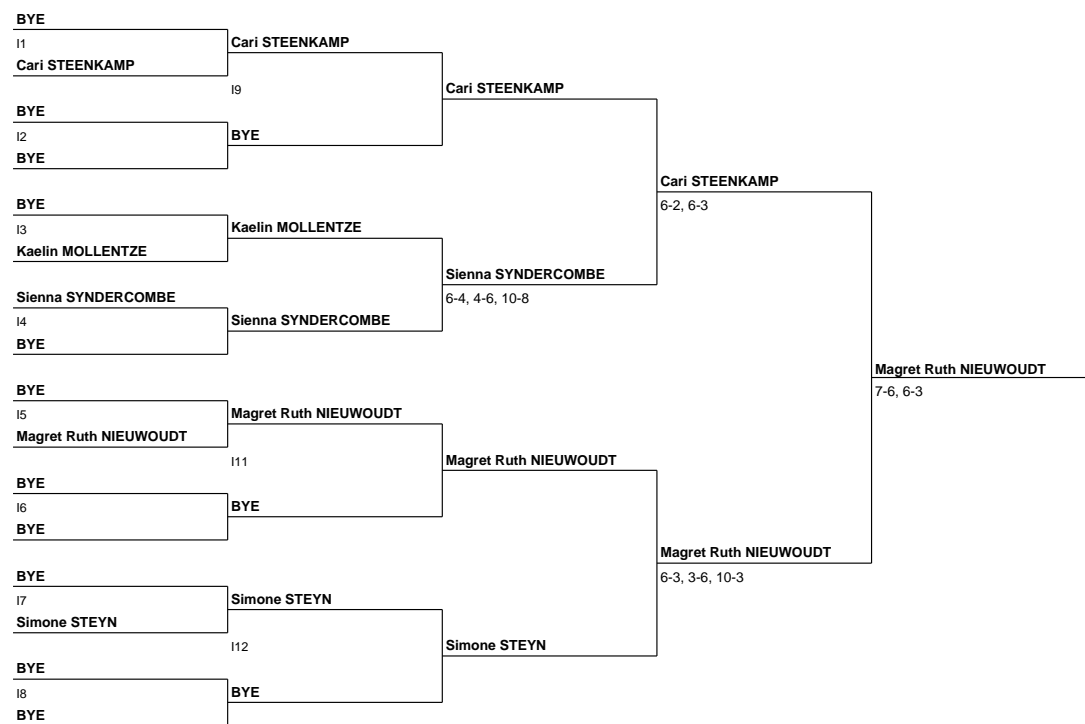 BYE
I1
Cari STEENKAMP
Cari STEENKAMP
I9
BYE
I2
BYE
BYE
Cari STEENKAMP
BYE
I3
Kaelin MOLLENTZE
Kaelin MOLLENTZE
Sienna SYNDERCOMBE
I4
BYE
Sienna SYNDERCOMBE
Sienna SYNDERCOMBE
6-4, 4-6, 10-8
Cari STEENKAMP
6-2, 6-3
BYE
I5
Magret Ruth NIEUWOUDT
Magret Ruth NIEUWOUDT
I11
BYE
I6
BYE
BYE
Magret Ruth NIEUWOUDT
BYE
I7
Simone STEYN
Simone STEYN
I12
BYE
I8
BYE
BYE
Simone STEYN
Magret Ruth NIEUWOUDT
6-3, 3-6, 10-3
Magret Ruth NIEUWOUDT
7-6, 6-3